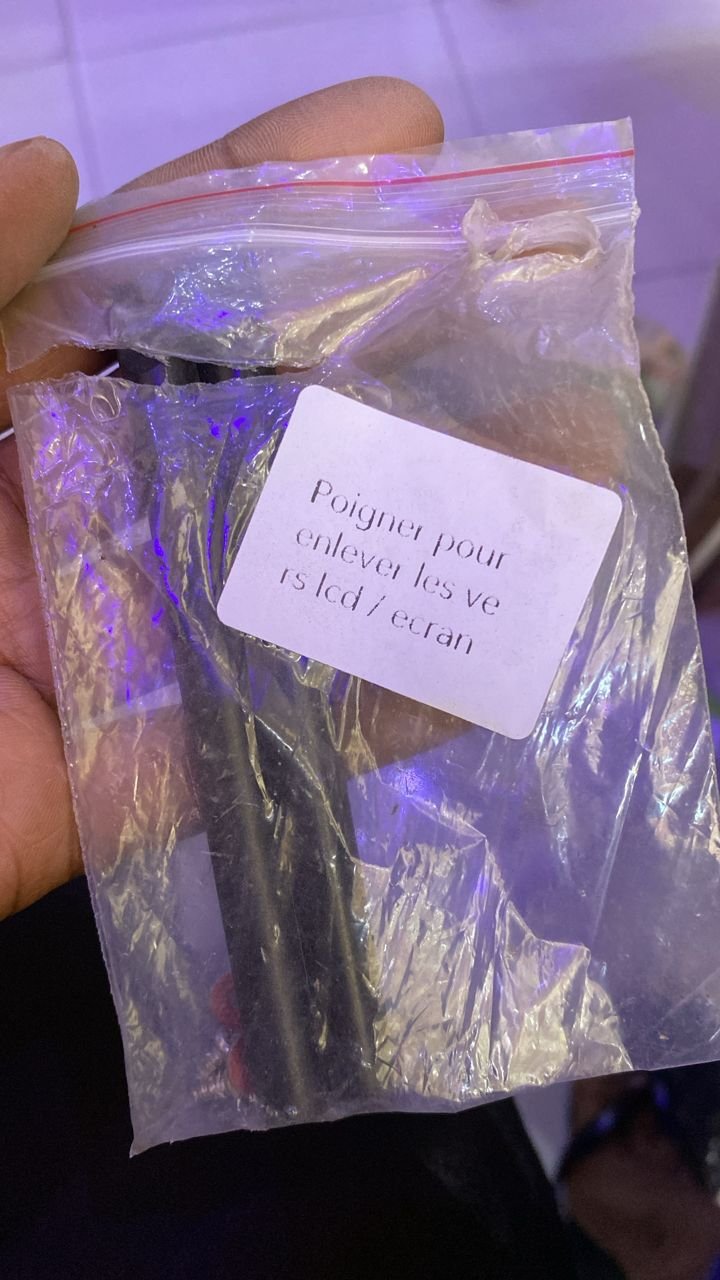 Poigner pour
enlever les ve
rs lcd / ecran